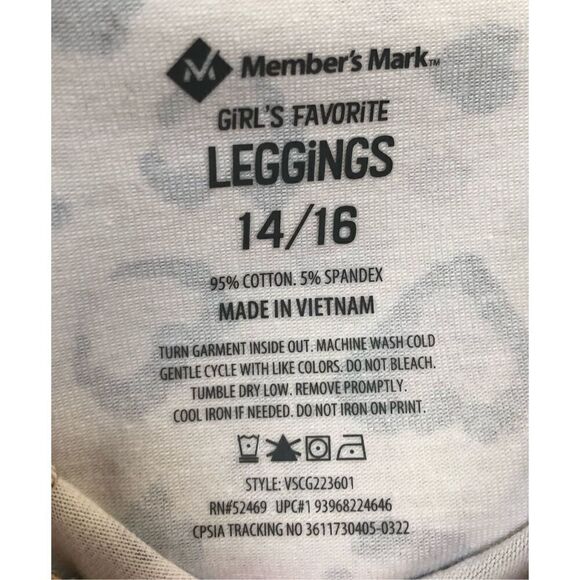 Member's Mark™
GiRL'S FAVORiTE
LEGGiNGS
14/16
95% COTTON. 5% SPANDEX
MADE IN VIETNAM
TURN GARMENT INSIDE OUT. MACHINE WASH COLD
GENTLE CYCLE WITH LIKE COLORS. DO NOT BLEACH.
TUMBLE DRY LOW. REMOVE PROMPTLY.
COOL IRON IF NEEDED. DO NOT IRON ON PRINT.
STYLE: VSCG223601
RN#52469 UPC#1 93968224646
CPSIA TRACKING NO 3611730405-0322